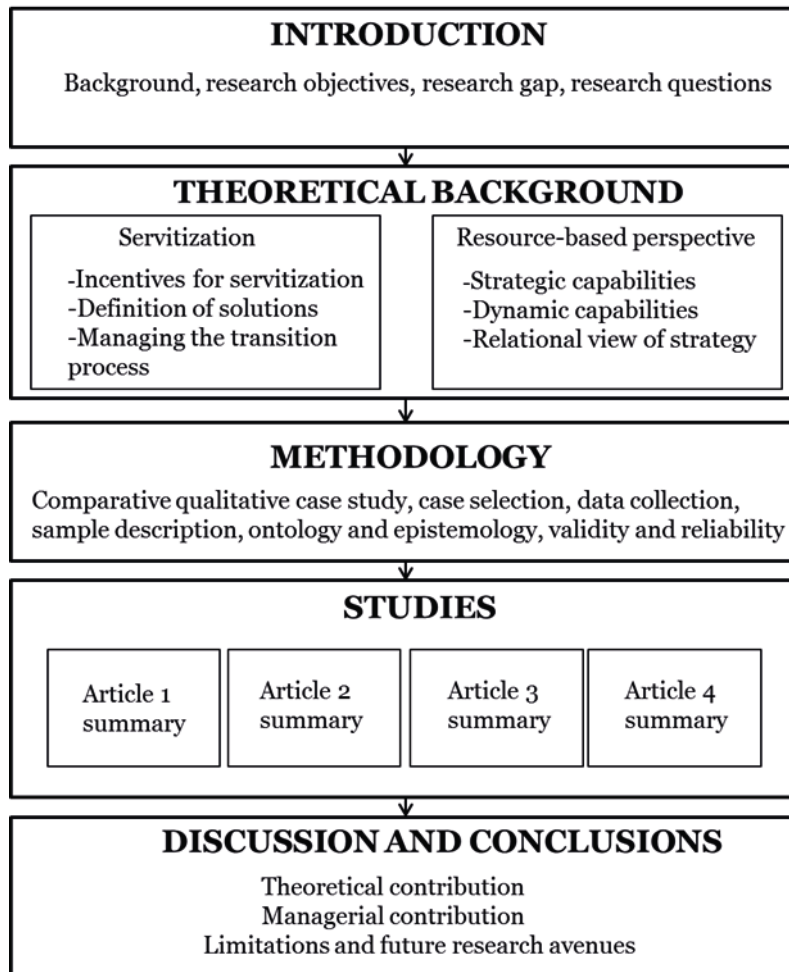 INTRODUCTION
Background, research objectives, research gap, research questions
THEORETICAL BACKGROUND
Servitization
-Incentives for servitization
-Definition of solutions
-Managing the transition
process
Resource-based perspective
-Strategic capabilities
-Dynamic capabilities
-Relational view of strategy
METHODOLOGY
Comparative qualitative case study, case selection, data collection,
sample description, ontology and epistemology, validity and reliability
STUDIES
Article 1
summary
Article 2
summary
Article 3
summary
Article 4
summary
DISCUSSION AND CONCLUSIONS
Theoretical contribution
Managerial contribution
Limitations and future research avenues